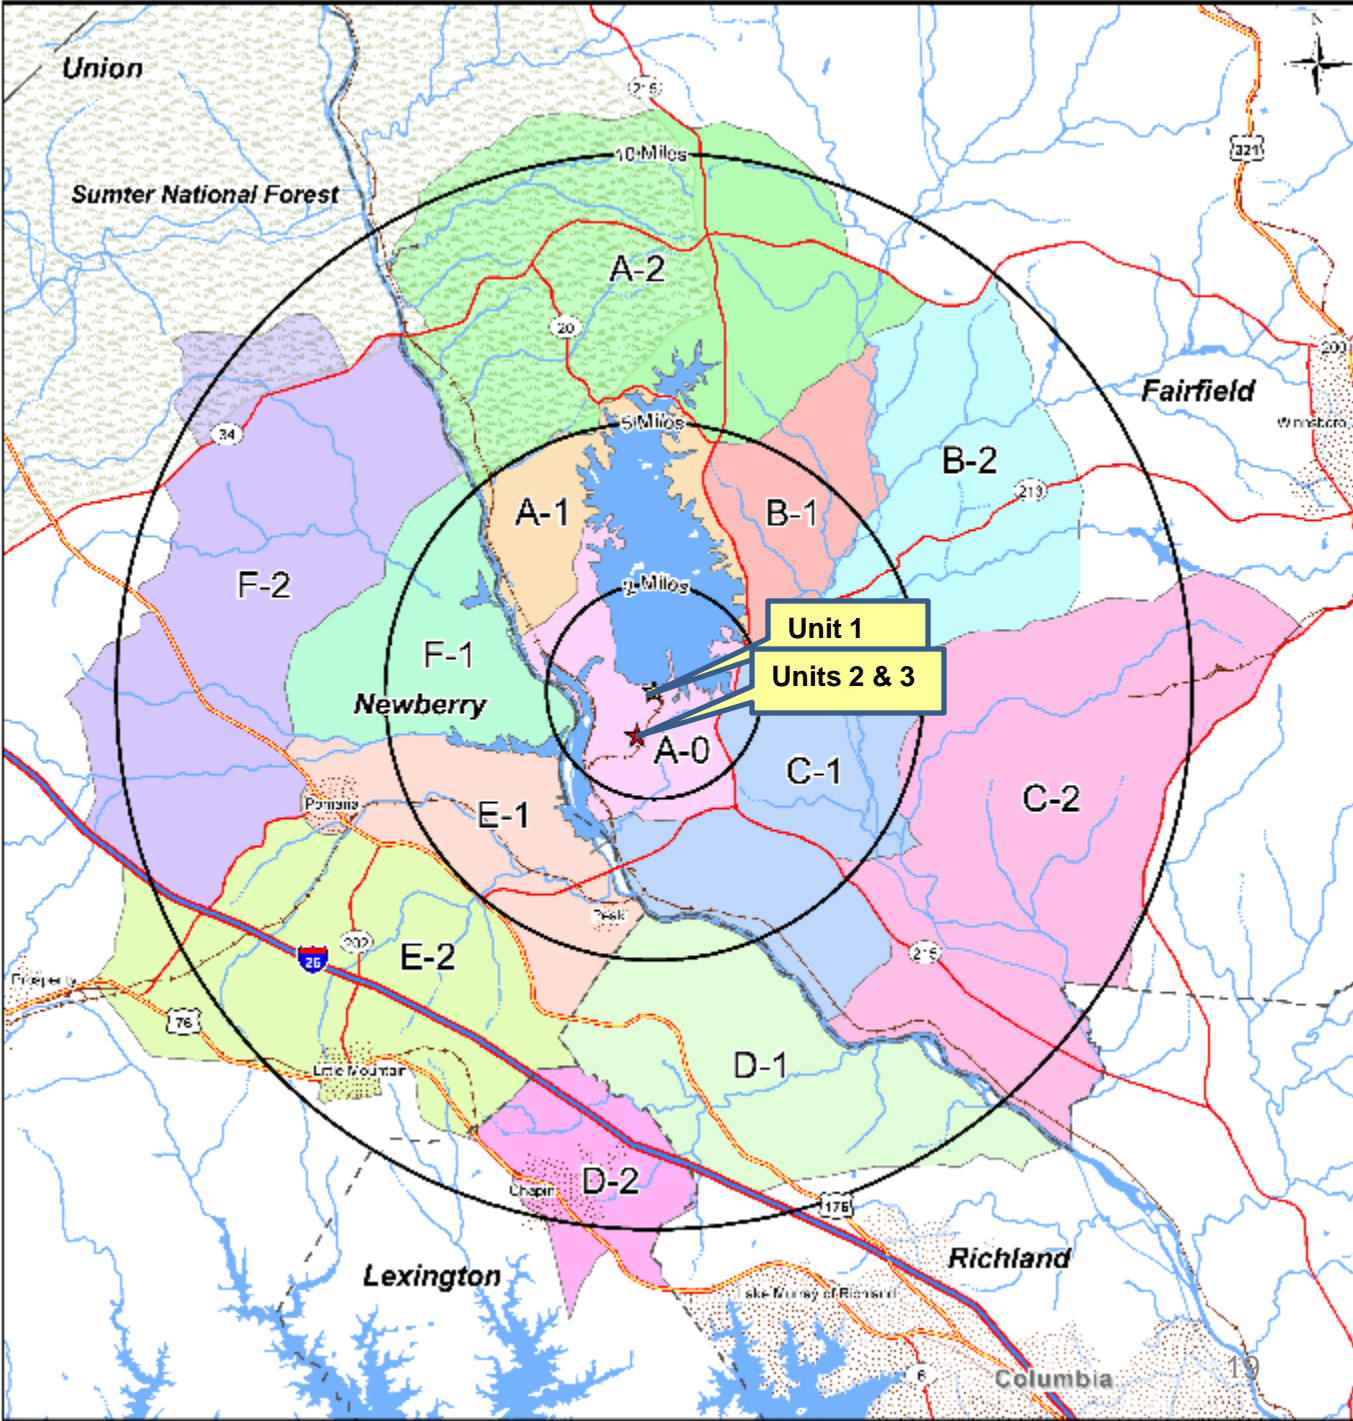 N
Union
215
321
10 Miles
Sumter National Forest
A-2
20
200
Fairfield
Winnsboro
5 Miles
34
B-2
213
A-1
B-1
F-2
2 Miles
Unit 1
F-1
Units 2 & 3
Newberry
A-0
C-1
C-2
Pomaria
E-1
Peak
202
E-2
215
26
Prosperity
76
D-1
Little Mountain
D-2
Chapin
176
Richland
Lexington
Lake Murray of Richland
19
6
Columbia